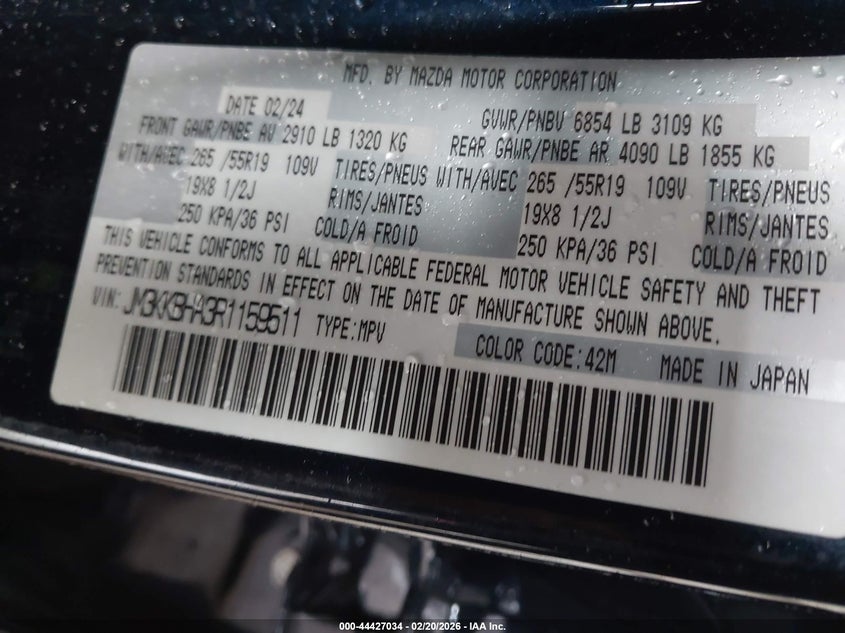 MFD. BY MAZDA MOTOR CORPORATION
DATE 02/24 GVWR/PNBV 6854 LB 3109 KG
FRONT GAWR/PNBE AV 2910 LB 1320 KG REAR GAWR/PNBE AR 4090 LB 1855 KG
WITH/AVEC 265 /55R19 109V TIRES/PNEUS WITH/AVEC 265 /55R19 109V TIRES/PNEUS
19X8 1/2J RIMS/JANTES 19X8 1/2J RIMS/JANTES
250 KPA/36 PSI COLD/A FROID 250 KPA/36 PSI COLD/A FROID
THIS VEHICLE CONFORMS TO ALL APPLICABLE FEDERAL MOTOR VEHICLE SAFETY AND THEFT
PREVENTION STANDARDS IN EFFECT ON THE DATE OF MANUFACTURE SHOWN ABOVE.
VIN: JM3KKBHA3R1159511 TYPE:MPV
COLOR CODE:42M MADE IN JAPAN
000-44427034 - 02/20/2026 - IAA Inc.